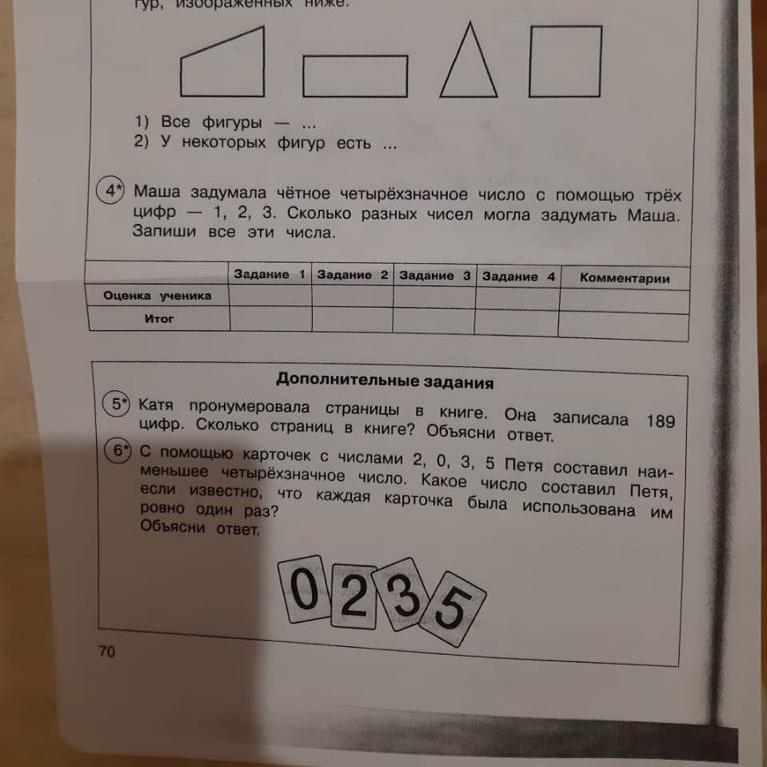 гур, изображённых ниже.
1) Все фигуры — ...
2) У некоторых фигур есть ...
4* Маша задумала чётное четырёхзначное число с помощью трёх
цифр — 1, 2, 3. Сколько разных чисел могла задумать Маша.
Запиши все эти числа.
Задание 1 Задание 2 Задание 3 Задание 4 Комментарии
Оценка ученика
Итог
Дополнительные задания
5* Катя пронумеровала страницы в книге. Она записала 189
цифр. Сколько страниц в книге? Объясни ответ.
6* С помощью карточек с числами 2, 0, 3, 5 Петя составил наи-
меньшее четырёхзначное число. Какое число составил Петя,
если известно, что каждая карточка была использована им
ровно один раз?
Объясни ответ.
0 2 3 5
70